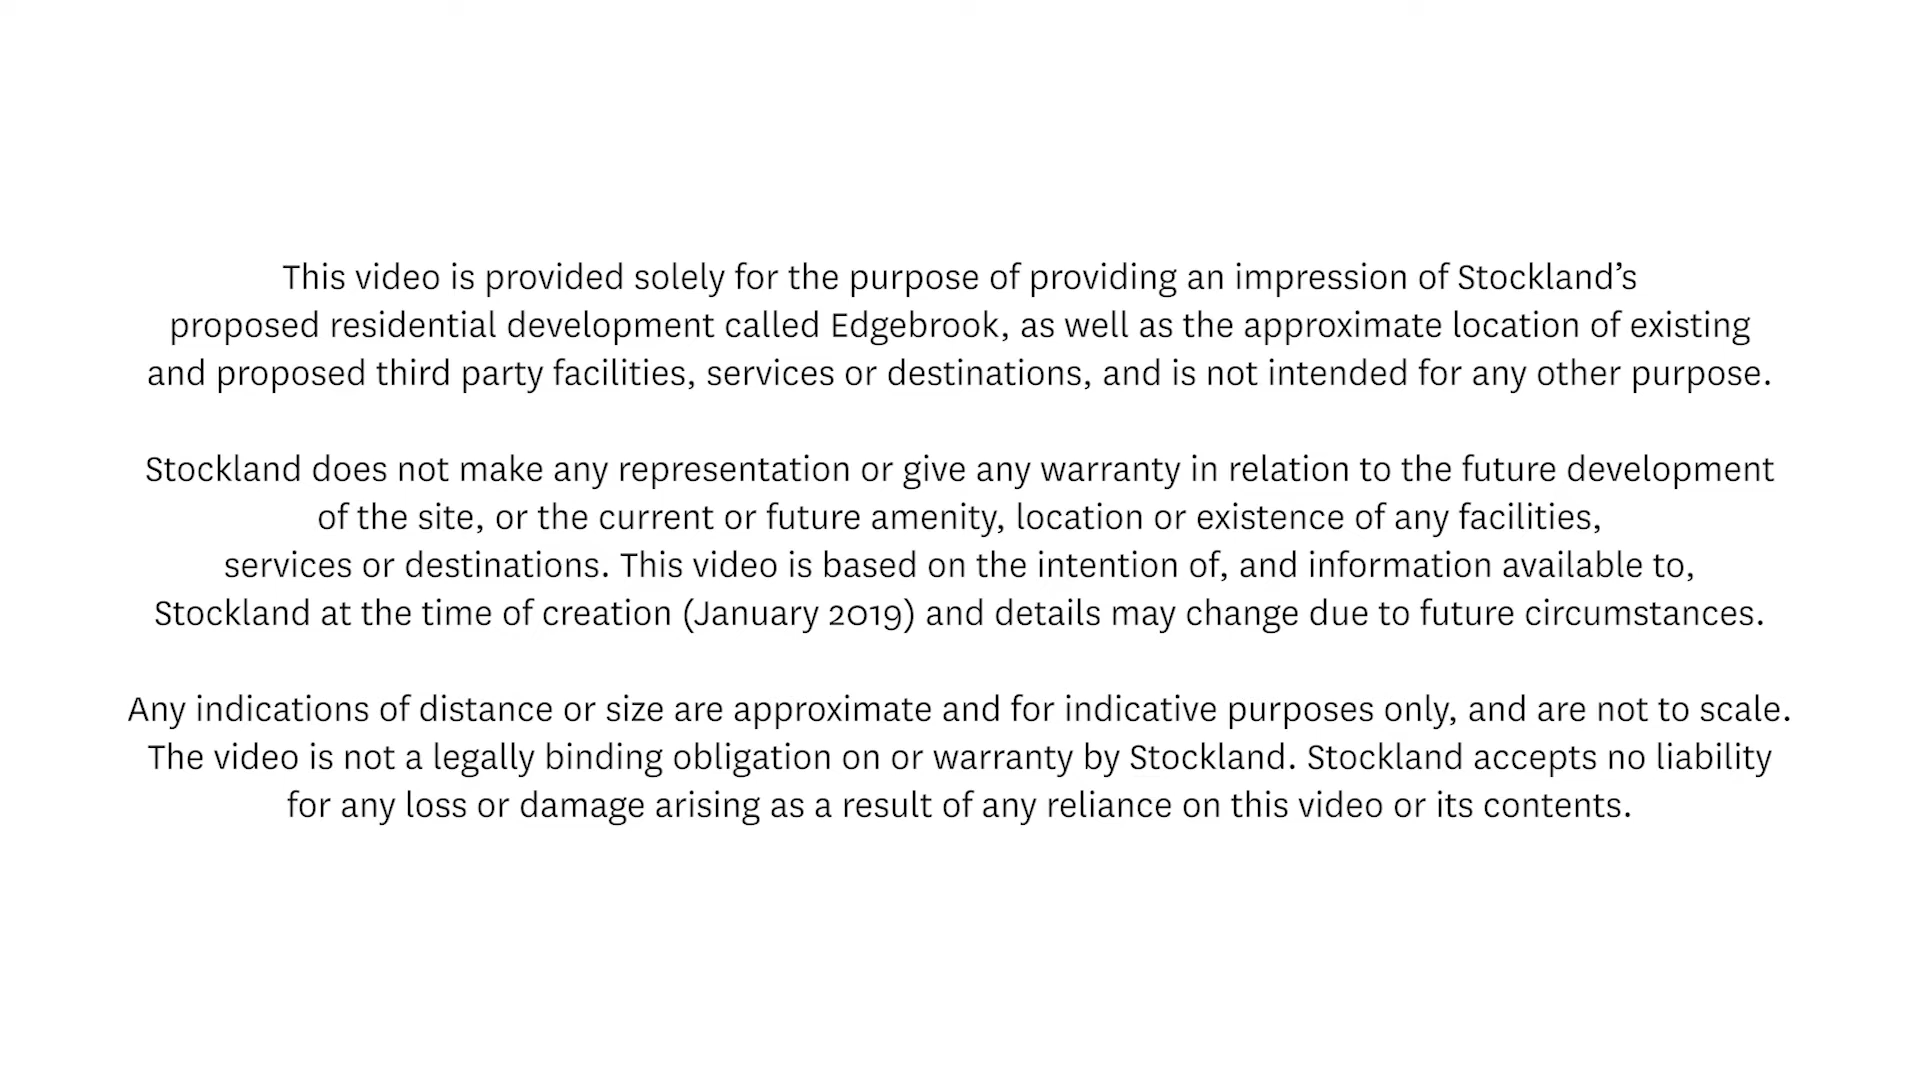 This video is provided solely for the purpose of providing an impression of Stockland’s
proposed residential development called Edgebrook, as well as the approximate location of existing
and proposed third party facilities, services or destinations, and is not intended for any other purpose.
Stockland does not make any representation or give any warranty in relation to the future development
of the site, or the current or future amenity, location or existence of any facilities,
services or destinations. This video is based on the intention of, and information available to,
Stockland at the time of creation (January 2019) and details may change due to future circumstances.
Any indications of distance or size are approximate and for indicative purposes only, and are not to scale.
The video is not a legally binding obligation on or warranty by Stockland. Stockland accepts no liability
for any loss or damage arising as a result of any reliance on this video or its contents.